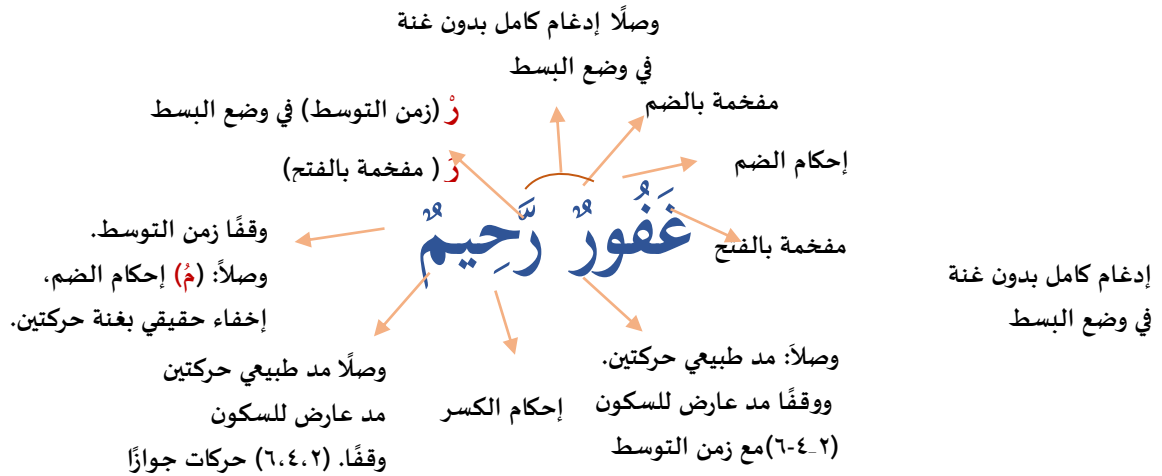 وصلًا إدغام كامل بدون غنة
في وضع البسط
مفخمة بالضم
رْ (زمن التوسط) في وضع البسط
إحكام الضم
رَ ( مفخمة بالفتح)
غَفُورٌ رَّحِيمٌ
مفخمة بالفتح
وقفًا زمن التوسط.
وصلاً: (مُ) إحكام الضم،
إخفاء حقيقي بغنة حركتين.
إدغام كامل بدون غنة
في وضع البسط
وصلاً: مد طبيعي حركتين.
ووقفًا مد عارض للسكون
(٢-٤-٦)مع زمن التوسط
إحكام الكسر
وصلًا مد طبيعي حركتين
مد عارض للسكون
وقفًا. (٢،٤،٦) حركات جوازًا